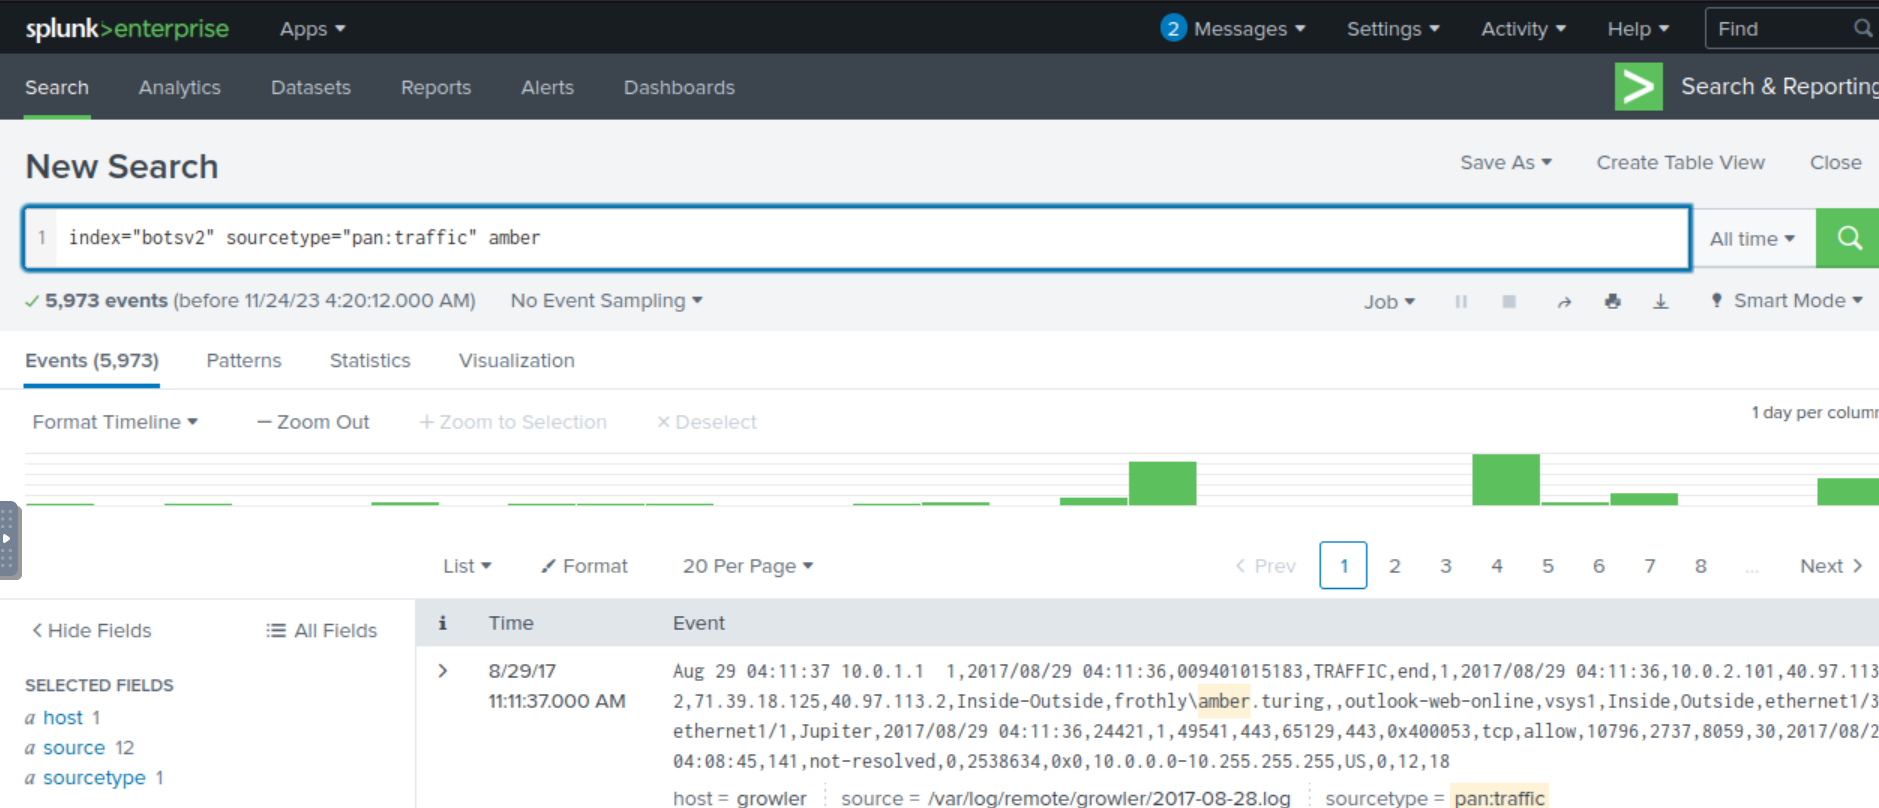 splunk>enterprise Apps 2 Messages Settings Activity Help Find
Search Analytics Datasets Reports Alerts Dashboards Search & Reporting
New Search Save As Create Table View Close
1 index="botsv2" sourcetype="pan:traffic" amber All time
5,973 events (before 11/24/23 4:20:12.000 AM) No Event Sampling Job Smart Mode
Events (5,973) Patterns Statistics Visualization
Format Timeline — Zoom Out + Zoom to Selection × Deselect 1 day per column
List Format 20 Per Page < Prev 1 2 3 4 5 6 7 8 ... Next >
< Hide Fields All Fields i Time Event
SELECTED FIELDS
a host 1
a source 12
a sourcetype 1
> 8/29/17
11:11:37.000 AM
Aug 29 04:11:37 10.0.1.1 1,2017/08/29 04:11:36,009401015183,TRAFFIC,end,1,2017/08/29 04:11:36,10.0.2.101,40.97.113
2,71.39.18.125,40.97.113.2,Inside-Outside,frothly\amber.turing,,outlook-web-online,vsys1,Inside,Outside,ethernet1/3
ethernet1/1,Jupiter,2017/08/29 04:11:36,24421,1,49541,443,65129,443,0x400053,tcp,allow,10796,2737,8059,30,2017/08/2
04:08:45,141,not-resolved,0,2538634,0x0,10.0.0.0-10.255.255.255,US,0,12,18
host = growler source = /var/log/remote/growler/2017-08-28.log sourcetype = pan:traffic